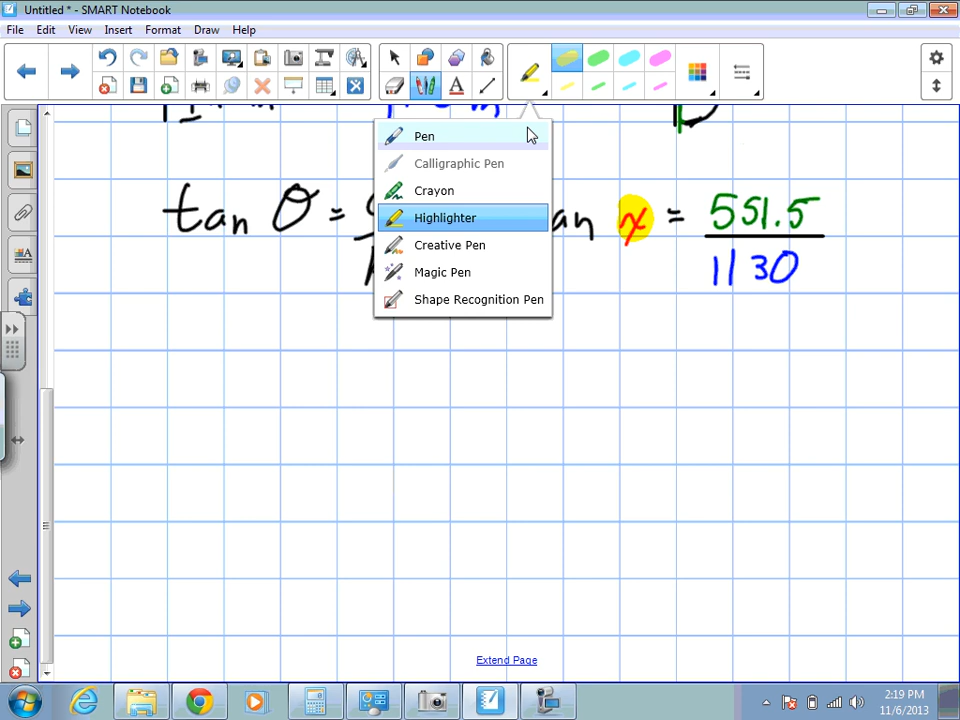 Untitled * - SMART Notebook
File Edit View Insert Format Draw Help
Pen
Calligraphic Pen
Crayon
Highlighter
Creative Pen
Magic Pen
Shape Recognition Pen
tan θ = an x = 551.5
1130
Extend Page
2:19 PM
11/6/2013